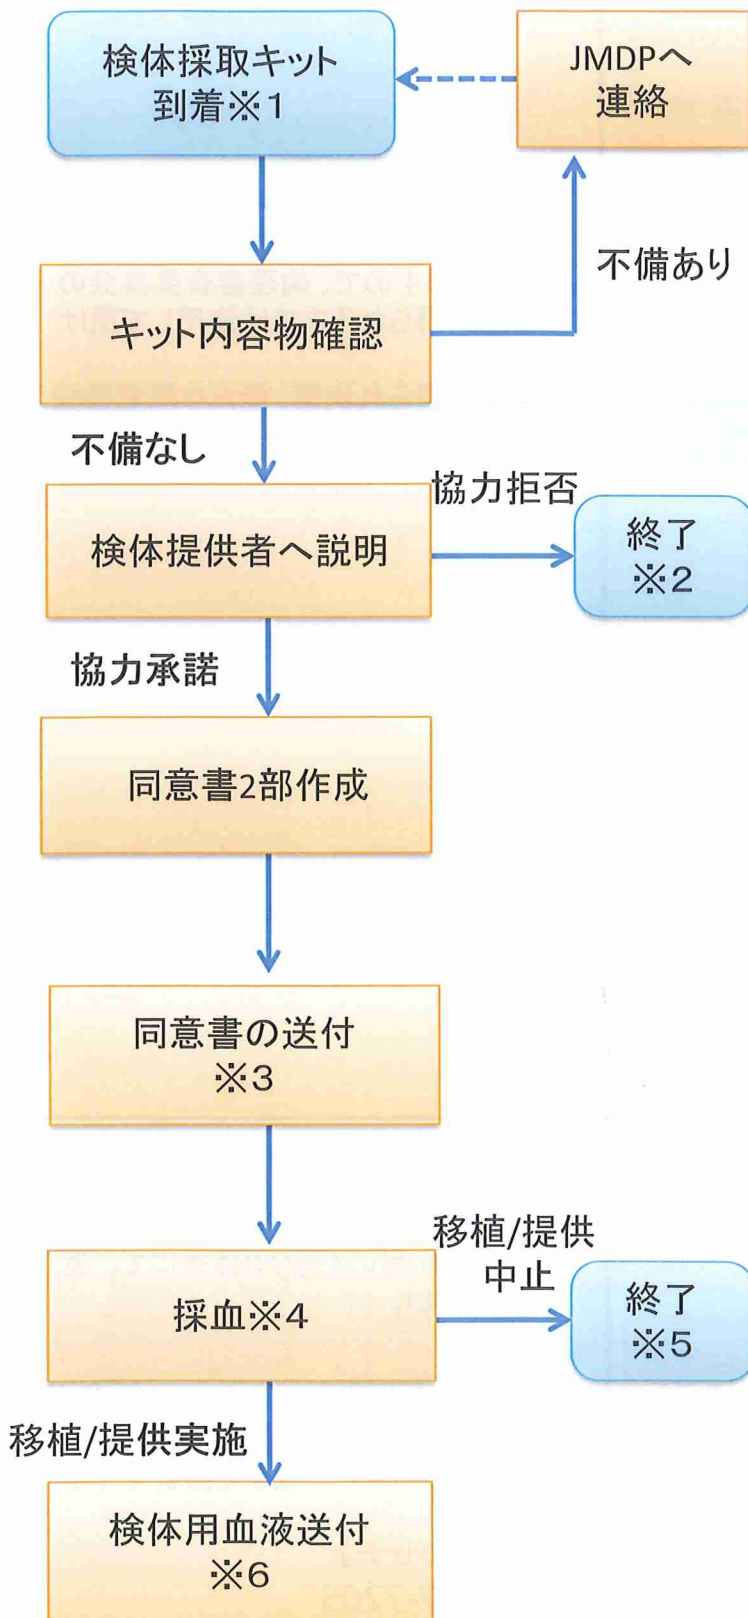 検体採取キット
到着※1
JMDPへ
連絡
不備あり
キット内容物確認
不備なし
協力拒否
検体提供者へ説明
終了
※2
協力承諾
同意書2部作成
同意書の送付
※3
移植/提供
中止
採血※4
終了
※5
移植/提供実施
検体用血液送付
※6